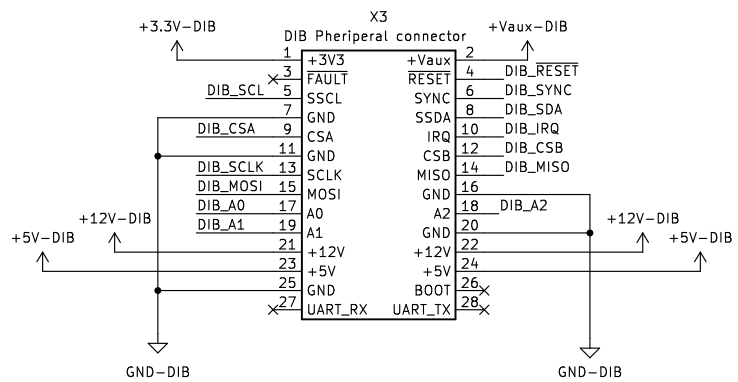 X3
DIB Pheriperal connector
+3.3V-DIB +Vaux-DIB
1 +3V3 +Vaux 2
3 FAULT RESET 4 DIB_RESET
DIB_SCL 5 SSCL SYNC 6 DIB_SYNC
7 GND SSDA 8 DIB_SDA
DIB_CSA 9 CSA IRQ 10 DIB_IRQ
11 GND CSB 12 DIB_CSB
DIB_SCLK 13 SCLK MISO 14 DIB_MISO
DIB_MOSI 15 MOSI GND 16
DIB_A0 17 A0 A2 18 DIB_A2
DIB_A1 19 A1 GND 20
+12V-DIB 21 +12V +12V 22 +12V-DIB
+5V-DIB 23 +5V +5V 24 +5V-DIB
25 GND BOOT 26
27 UART_RX UART_TX 28
GND-DIB GND-DIB